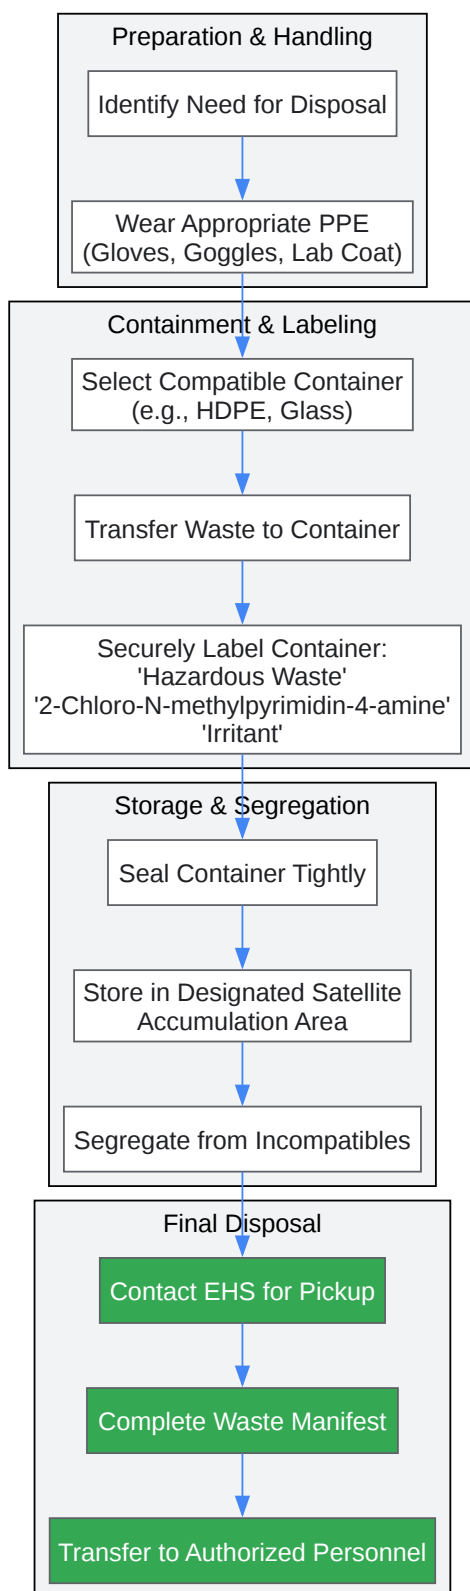 Preparation & Handling
Identify Need for Disposal
Wear Appropriate PPE
(Gloves, Goggles, Lab Coat)
Containment & Labeling
Select Compatible Container
(e.g., HDPE, Glass)
Transfer Waste to Container
Securely Label Container:
'Hazardous Waste'
'2-Chloro-N-methylpyrimidin-4-amine'
'Irritant'
Storage & Segregation
Seal Container Tightly
Store in Designated Satellite
Accumulation Area
Segregate from Incompatibles
Final Disposal
Contact EHS for Pickup
Complete Waste Manifest
Transfer to Authorized Personnel